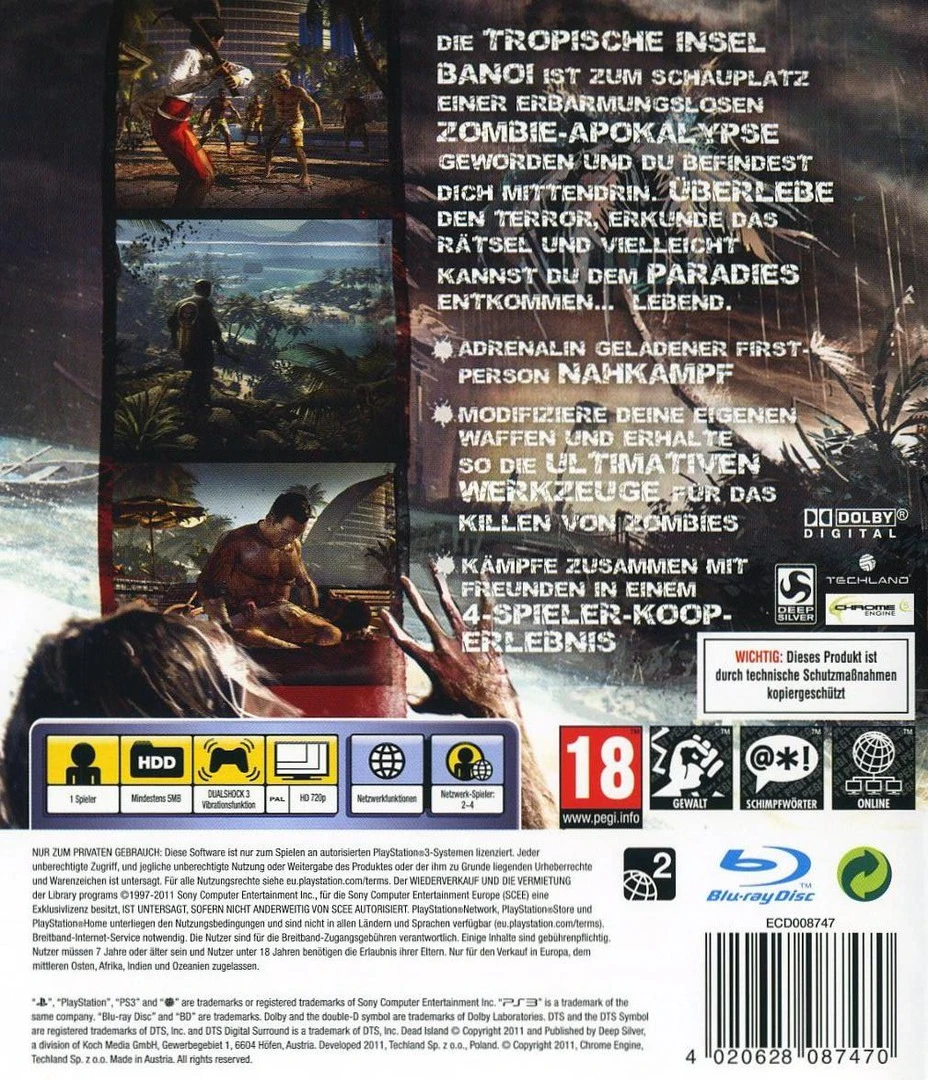 DIE TROPISCHE INSEL
BANOI IST ZUM SCHAUPLATZ
EINER ERBARMUNGSLOSEN
ZOMBIE-APOKALYPSE
GEWORDEN UND DU BEFINDEST
DICH MITTENDRIN. ÜBERLEBE
DEN TERROR, ERKUNDE DAS
RÄTSEL UND VIELLEICHT
KANNST DU DEM PARADIES
ENTKOMMEN... LEBEND.
ADRENALIN GELADENER FIRST-
PERSON NAHKAMPF
MODIFIZIERE DEINE EIGENEN
WAFFEN UND ERHALTE
SO DIE ULTIMATIVEN
WERKZEUGE FÜR DAS
KILLEN VON ZOMBIES
KÄMPFE ZUSAMMEN MIT
FREUNDEN IN EINEM
4-SPIELER-KOOP-
ERLEBNIS
DOLBY®
DIGITAL
DEEP
SILVER
TECHLAND
CHROME
ENGINE 5
WICHTIG: Dieses Produkt ist
durch technische Schutzmaßnahmen
kopiergeschützt
HDD
1 Spieler
Mindestens 5MB
DUALSHOCK 3
Vibrationsfunktion
PAL
HD 720p
Netzwerkfunktionen
Netzwerk-Spieler:
2-4
18
www.pegi.info
GEWALT
@*!
SCHIMPFWÖRTER
ONLINE
NUR ZUM PRIVATEN GEBRAUCH: Diese Software ist nur zum Spielen an autorisierten PlayStation®3-Systemen lizenziert. Jeder
unberechtigte Zugriff, und jegliche unberechtigte Nutzung oder Weitergabe des Produktes oder der ihm zu Grunde liegenden Urheberrechte
und Warenzeichen ist untersagt. Für alle Nutzungsrechte siehe eu.playstation.com/terms. Der WIEDERVERKAUF UND DIE VERMIETUNG
der Library programs ©1997-2011 Sony Computer Entertainment Inc., für die Sony Computer Europe (SCEE) eine
Exklusivlizenz besitzt, IST UNTERSAGT, SOFERN NICHT ANDERWEITIG VON SCEE AUTORISIERT. PlayStation®Network, PlayStation®Store und
PlayStation®Home unterliegen den Nutzungsbedingungen und sind nicht in allen Ländern und Sprachen verfügbar (eu.playstation.com/terms).
Breitband-Internet-Service notwendig. Die Nutzer sind für die Breitband-Zugangsgebühren verantwortlich. Einige Inhalte sind gebührenpflichtig.
Nutzer müssen 7 Jahre oder älter sein und Nutzer unter 18 Jahren benötigen die Erlaubnis ihrer Eltern. Nur für den Verkauf in Europa, dem
mittleren Osten, Afrika, Indien und Ozeanien zugelassen.
2
Blu-ray Disc™
ECD008747
"", "PlayStation", "PS3" and "" are trademarks or registered trademarks of Sony Computer Entertainment Inc. "PS3" is a trademark of the
same company. "Blu-ray Disc" and "BD" are trademarks. Dolby and the double-D symbol are trademarks of Dolby Laboratories. DTS and the DTS Symbol
are registered trademarks of DTS, Inc. and DTS Digital Surround is a trademark of DTS, Inc. Dead Island © Copyright 2011 and Published by Deep Silver,
a division of Koch Media GmbH, Gewerbegebiet 1, 6604 Höfen, Austria. Developed 2011, Techland Sp. z o.o., Poland. © Copyright 2011, Chrome Engine,
Techland Sp. z o.o. Made in Austria. All rights reserved.
4 020628 087470